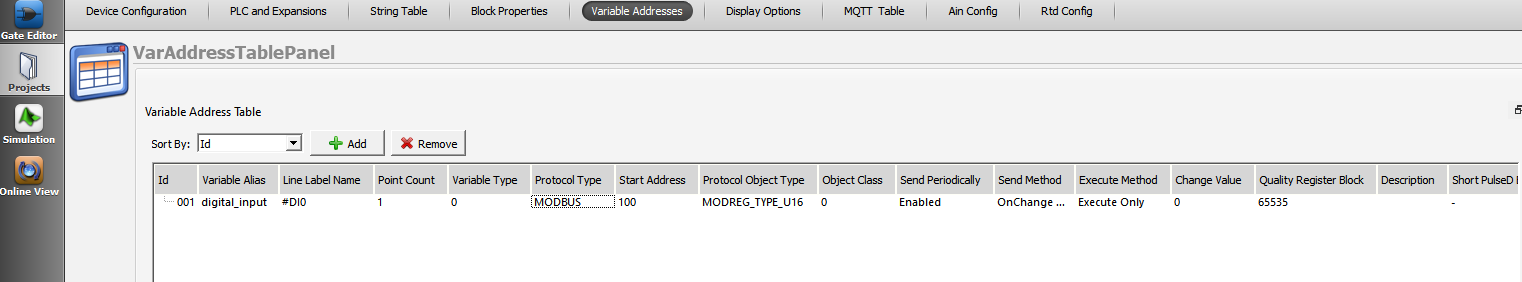 Device Configuration PLC and Expansions String Table Block Properties Variable Addresses Display Options MQTT Table Ain Config Rtd Config
Gate Editor
Projects
Simulation
Online View
VarAddressTablePanel
Variable Address Table
Sort By: Id Add Remove
Id Variable Alias Line Label Name Point Count Variable Type Protocol Type Start Address Protocol Object Type Object Class Send Periodically Send Method Execute Method Change Value Quality Register Block Description Short PulseD
001 digital_input #DI0 1 0 MODBUS 100 MODREG_TYPE_U16 0 Enabled OnChange ... Execute Only 0 65535 -